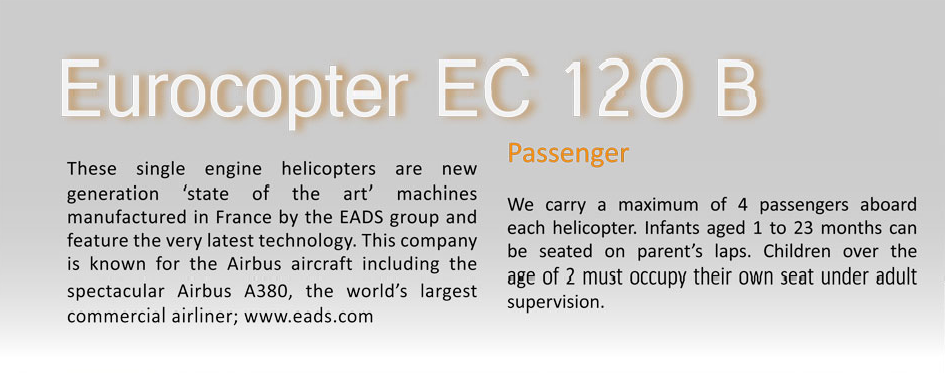 Eurocopter EC 120 B
These single engine helicopters are new
generation ‘state of the art’ machines
manufactured in France by the EADS group and
feature the very latest technology. This company
is known for the Airbus aircraft including the
spectacular Airbus A380, the world’s largest
commercial airliner; www.eads.com
Passenger
We carry a maximum of 4 passengers aboard
each helicopter. Infants aged 1 to 23 months can
be seated on parent’s laps. Children over the
age of 2 must occupy their own seat under adult
supervision.